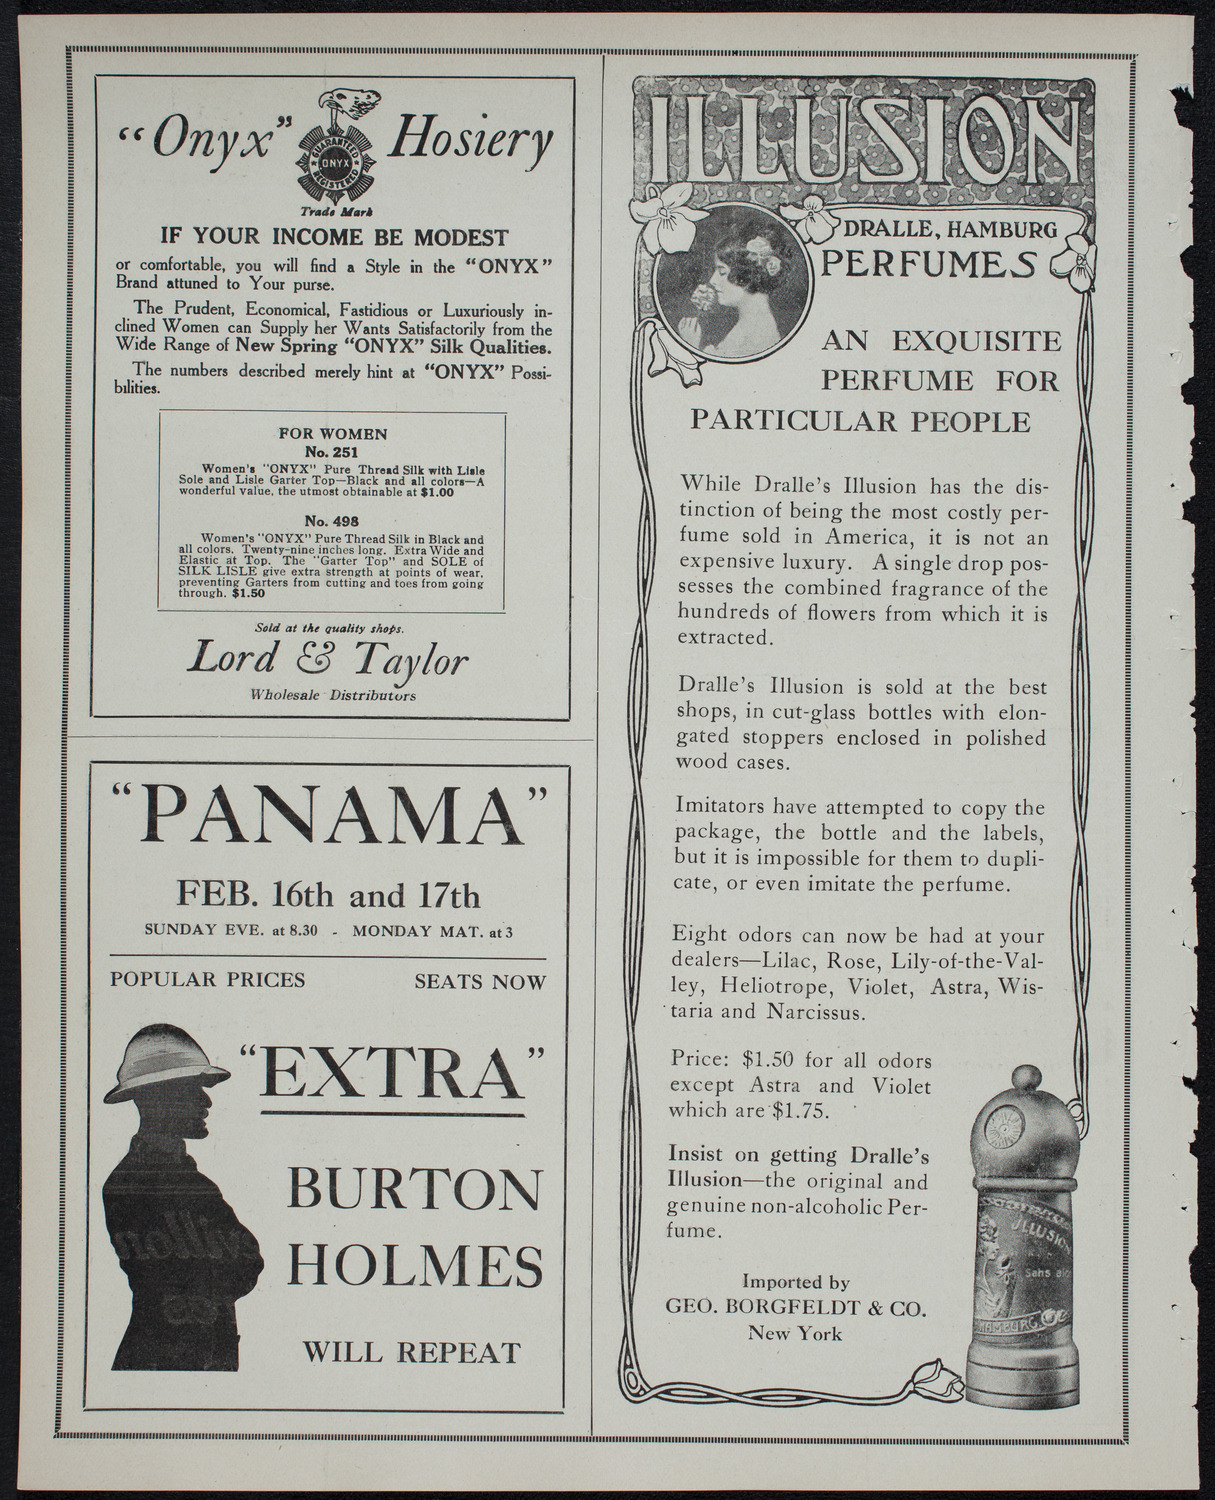 "Onyx" Hosiery
GUARANTEED
ONYX
REGISTERED
Trade Mark
IF YOUR INCOME BE MODEST
or comfortable, you will find a Style in the "ONYX"
Brand attuned to Your purse.
The Prudent, Economical, Fastidious or Luxuriously in-
clined Women can Supply her Wants Satisfactorily from the
Wide Range of New Spring "ONYX" Silk Qualities.
The numbers described merely hint at "ONYX" Possi-
bilities.
FOR WOMEN
No. 251
Women's "ONYX" Pure Thread Silk with Lisle
Sole and Lisle Garter Top—Black and all colors—A
wonderful value, the utmost obtainable at $1.00
No. 498
Women's "ONYX" Pure Thread Silk in Black and
all colors. Twenty-nine inches long. Extra Wide and
Elastic at Top. The "Garter Top" and SOLE of
SILK LISLE give extra strength at points of wear,
preventing Garters from cutting and toes from going
through. $1.50
Sold at the quality shops.
Lord & Taylor
Wholesale Distributors
"PANAMA"
FEB. 16th and 17th
SUNDAY EVE. at 8.30 - MONDAY MAT. at 3
POPULAR PRICES SEATS NOW
"EXTRA"
BURTON
HOLMES
WILL REPEAT
ILLUSION
DRALLE, HAMBURG
PERFUMES
AN EXQUISITE
PERFUME FOR
PARTICULAR PEOPLE
While Dralle's Illusion has the dis-
tinction of being the most costly per-
fume sold in America, it is not an
expensive luxury. A single drop pos-
sesses the combined fragrance of the
hundreds of flowers from which it is
extracted.
Dralle's Illusion is sold at the best
shops, in cut-glass bottles with elon-
gated stoppers enclosed in polished
wood cases.
Imitators have attempted to copy the
package, the bottle and the labels,
but it is impossible for them to dupli-
cate, or even imitate the perfume.
Eight odors can now be had at your
dealers—Lilac, Rose, Lily-of-the-Val-
ley, Heliotrope, Violet, Astra, Wis-
taria and Narcissus.
Price: $1.50 for all odors
except Astra and Violet
which are $1.75.
Insist on getting Dralle's
Illusion—the original and
genuine non-alcoholic Per-
fume.
Imported by
GEO. BORGFELDT & CO.
New York
ILLUSION
HAMBURG.